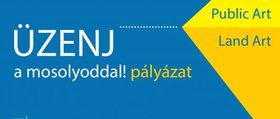 Public Art
Land Art
ÜZENJ
a mosolyoddal! pályázat